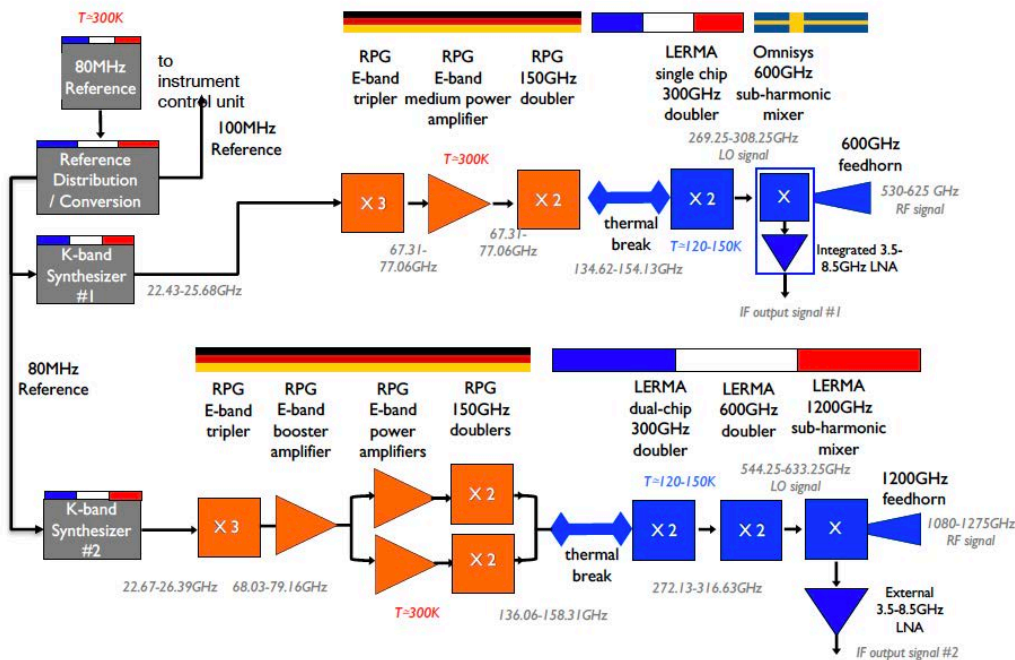 T≈300K
80MHz
Reference
to
instrument
control unit
100MHz
Reference
Reference
Distribution
/ Conversion
K-band
Synthesizer
#1
22.43-25.68GHz
RPG
E-band
tripler
RPG
E-band
medium power
amplifier
RPG
150GHz
doubler
LERMA
single chip
300GHz
doubler
Omnisys
600GHz
sub-harmonic
mixer
269.25-308.25GHz
LO signal
600GHz
feedhorn
T≈300K
X 3
X 2
X 2
X
530-625 GHz
RF signal
67.31-
77.06GHz
67.31-
77.06GHz
thermal
break
T≈120-150K
134.62-154.13GHz
Integrated 3.5-
8.5GHz LNA
IF output signal #1
80MHz
Reference
RPG
E-band
tripler
RPG
E-band
booster
amplifier
RPG
E-band
power
amplifiers
RPG
150GHz
doublers
LERMA
dual-chip
300GHz
doubler
LERMA
600GHz
doubler
LERMA
1200GHz
sub-harmonic
mixer
544.25-633.25GHz
LO signal
T≈120-150K
1200GHz
feedhorn
K-band
Synthesizer
#2
X 3
X 2
X 2
X 2
X 2
X
1080-1275GHz
RF signal
thermal
break
22.67-26.39GHz
68.03-79.16GHz
T≈300K
136.06-158.31GHz
272.13-316.63GHz
External
3.5-8.5GHz
LNA
IF output signal #2